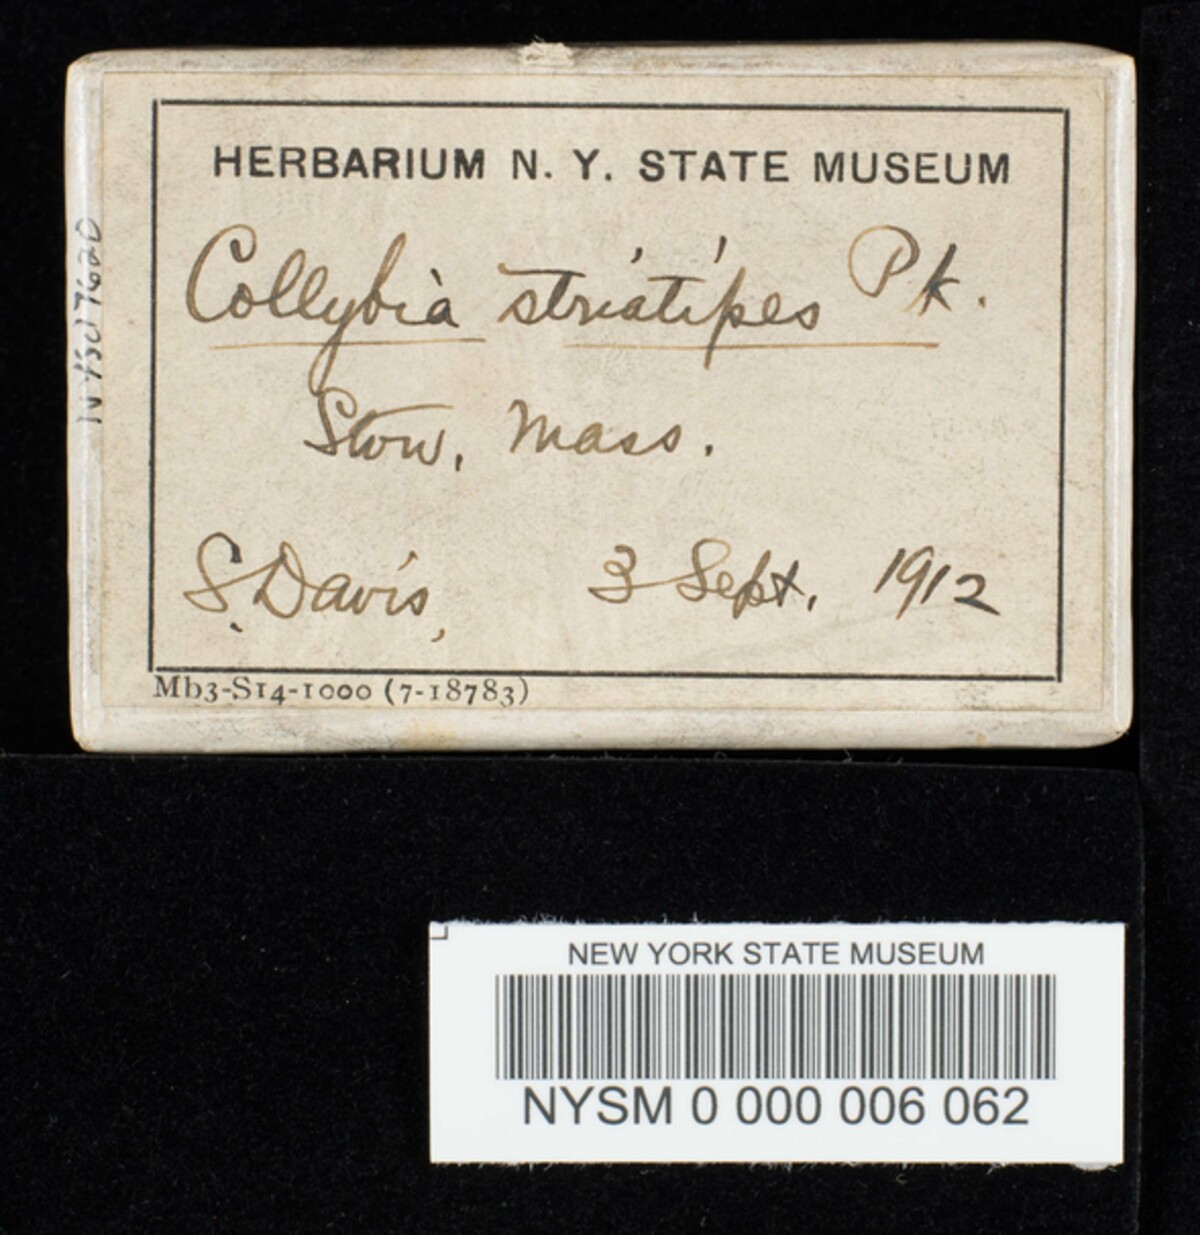 HERBARIUM N. Y. STATE MUSEUM
Collybia striatipes Pk.
Stow, Mass.
S. Davis, 3 Sept. 1912
Mb3-S14-1000 (7-18783)
NEW YORK STATE MUSEUM
NYSM 0 000 006 062